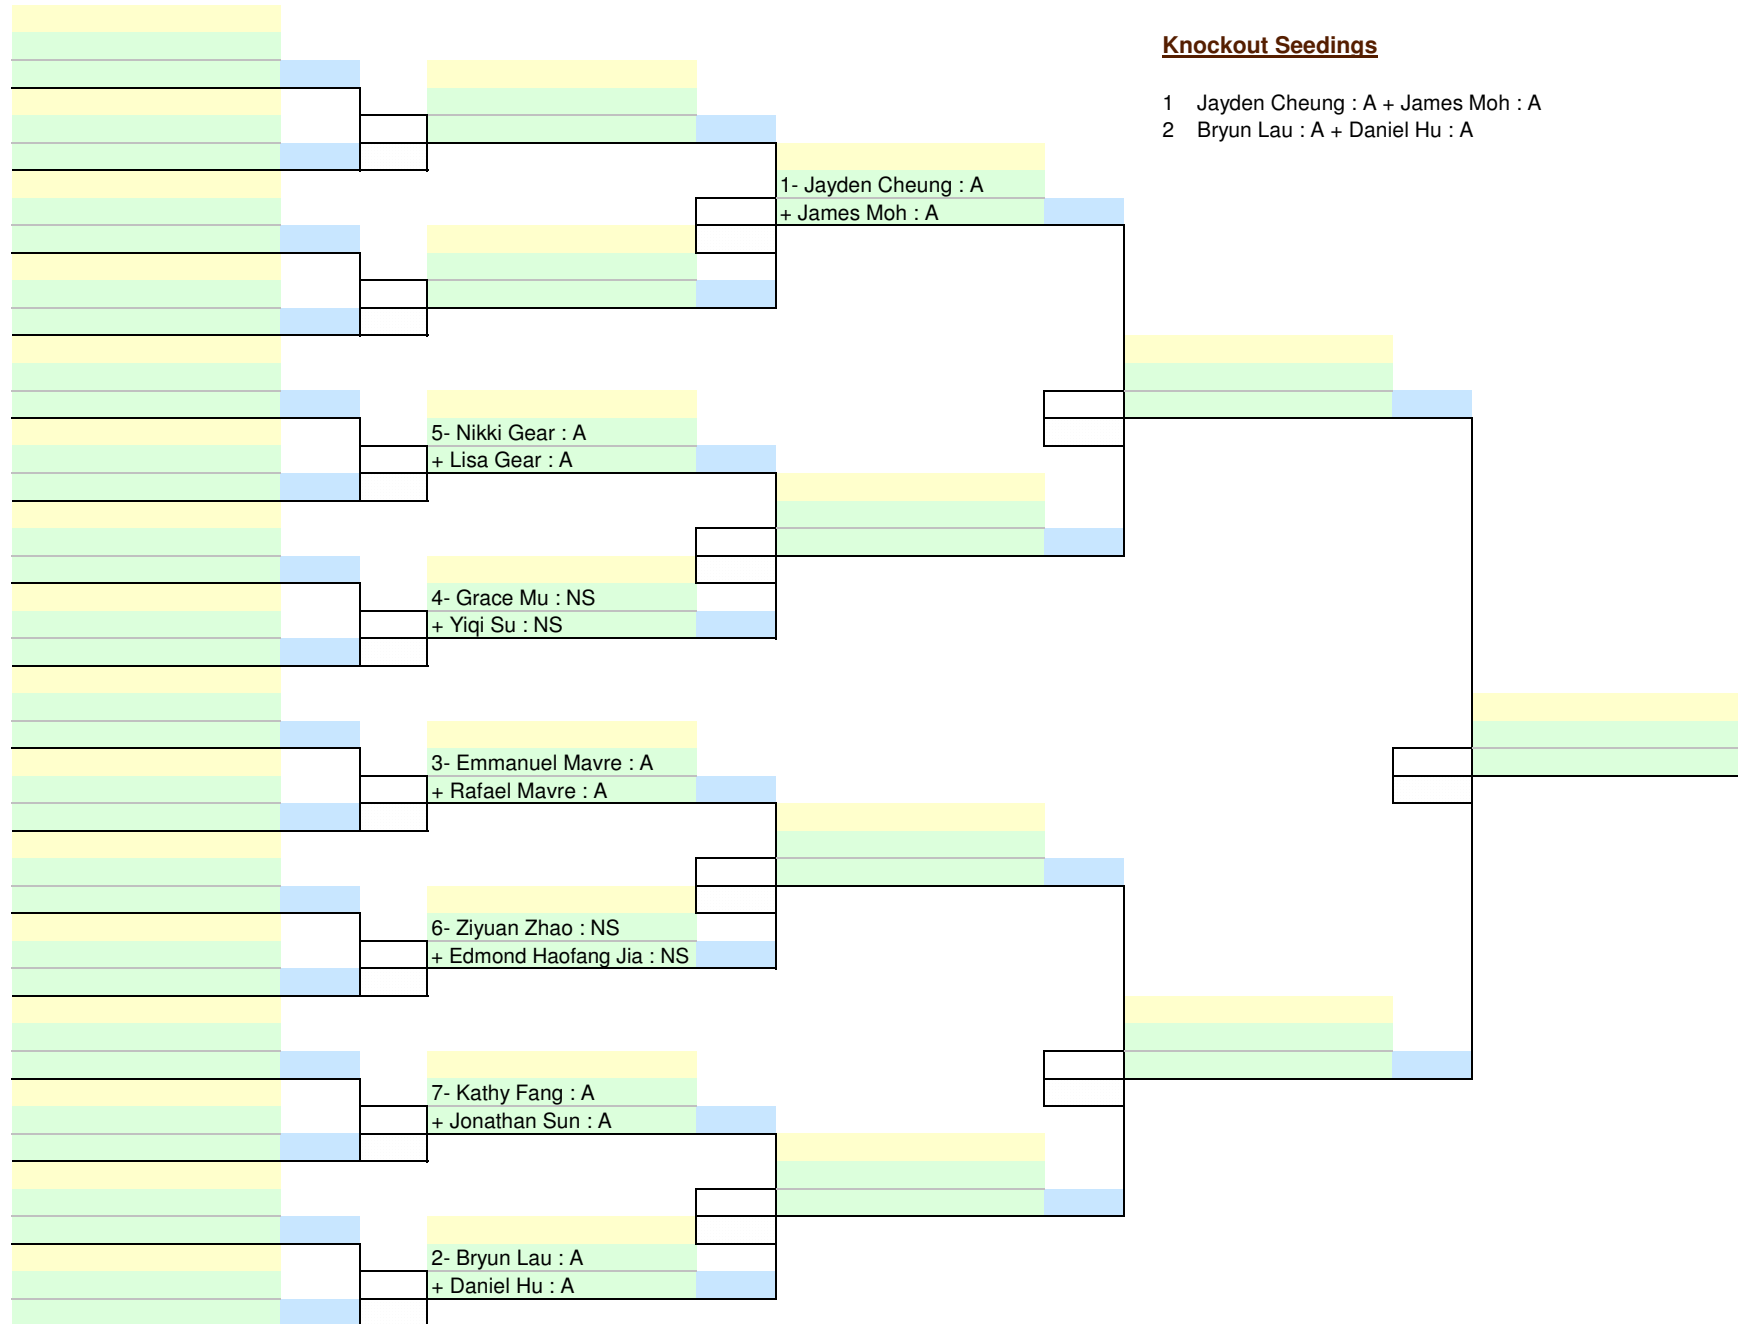 Knockout Seedings
1 Jayden Cheung : A + James Moh : A
2 Bryun Lau : A + Daniel Hu : A
1- Jayden Cheung : A
+ James Moh : A
5- Nikki Gear : A
+ Lisa Gear : A
4- Grace Mu : NS
+ Yiqi Su : NS
3- Emmanuel Mavre : A
+ Rafael Mavre : A
6- Ziyuan Zhao : NS
+ Edmond Haofang Jia : NS
7- Kathy Fang : A
+ Jonathan Sun : A
2- Bryun Lau : A
+ Daniel Hu : A